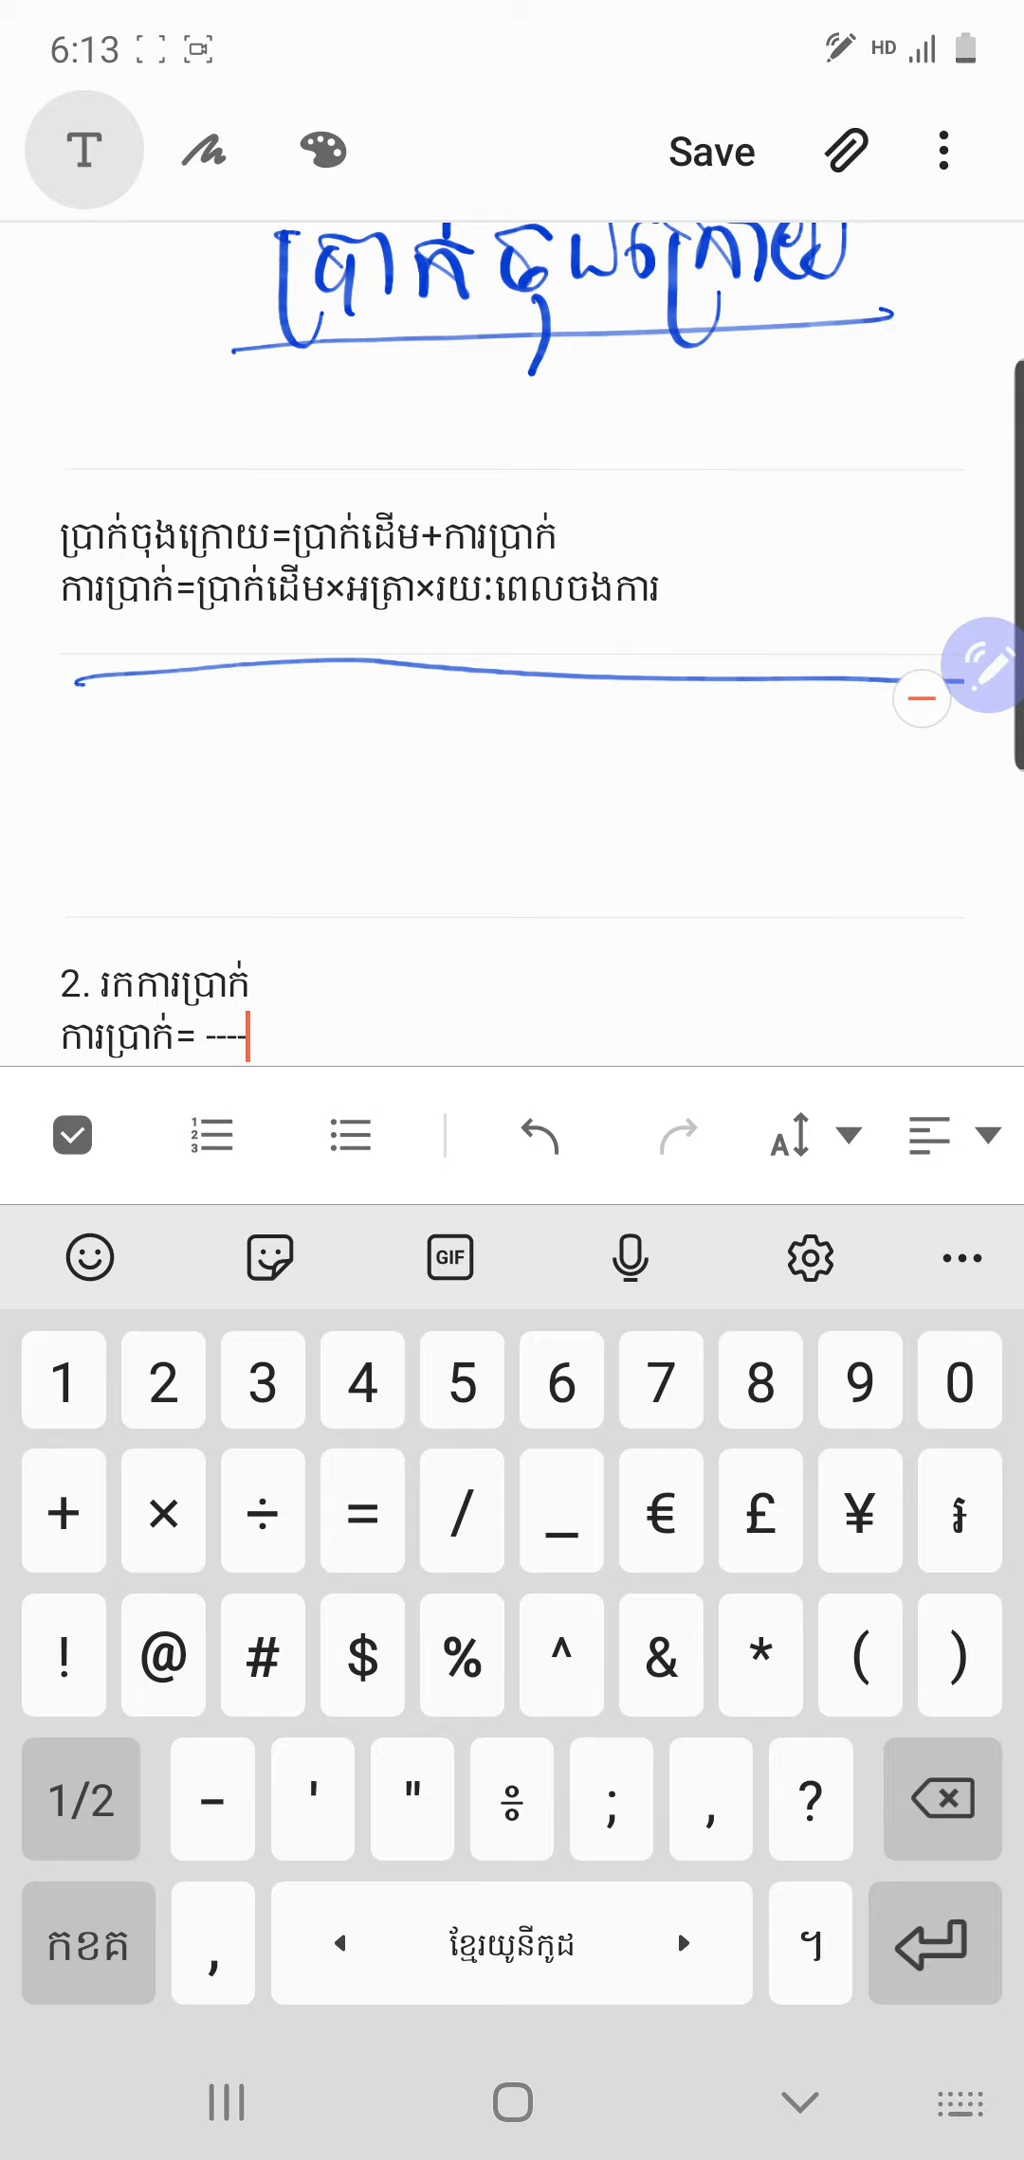 6:13 HD
T Save
ប្រាក់ចុងក្រោយ
ប្រាក់ចុងក្រោយ=ប្រាក់ដើម+ការប្រាក់
ការប្រាក់=ប្រាក់ដើម×អត្រា×រយៈពេលចងការ
2. រកការប្រាក់
ការប្រាក់= ----
GIF
1 2 3 4 5 6 7 8 9 0
+ × ÷ = / _ € £ ¥ ៛
! @ # $ % ^ & * ( )
1/2 - ' " ÷ ; , ?
កខគ , ខ្មែរយូនីកូដ ។